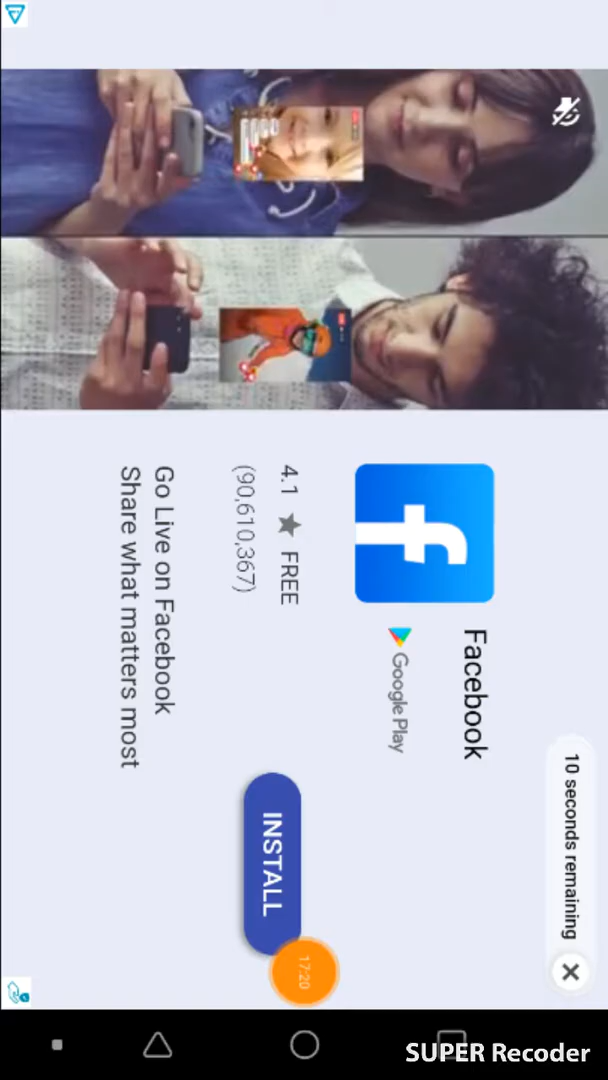 10 seconds remaining
Facebook
Google Play
4.1 ★ FREE
(90,610,367)
INSTALL
Go Live on Facebook
Share what matters most
17:20
SUPER Recoder